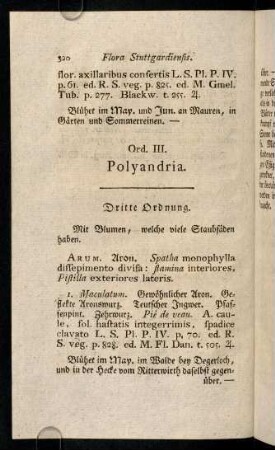 320 Flora Stuttgardiensis.
flor. axillaribus confertis L. S. Pl. P. IV.
p. 61. ed. R. S. veg. p. 825. ed. M. Gmel.
Tub. p. 277. Blackw. t. 255. ♃.
Blühet im May. und Jun. an Mauren, in
Gärten und Sommerreinen. —
Ord. III.
Polyandria.
Dritte Ordnung.
Mit Blumen, welche viele Staubfäden
haben.
ARUM. Aron, Spatha monophylla
dissepimento divisa: stamina interiores,
Pistilla exteriores lateris.
1. Maculatum. Gewöhnlicher Aron. Ge-
flekte Aronswurz. Teutscher Ingwer. Pfaf-
fenpint. Zehrwurz. Pié de veau. A. cau-
le, fol. hastatis integerrimis, spadice
clavato L. S. Pl. P. IV. p. 70. ed. R.
S. veg. p. 828. ed. M. Fl. Dan. t. 505. ♃.
Blühet im May. im Walde bey Degerloch,
und in der Hecke vom Ritterwirth daselbst gegen-
über. —